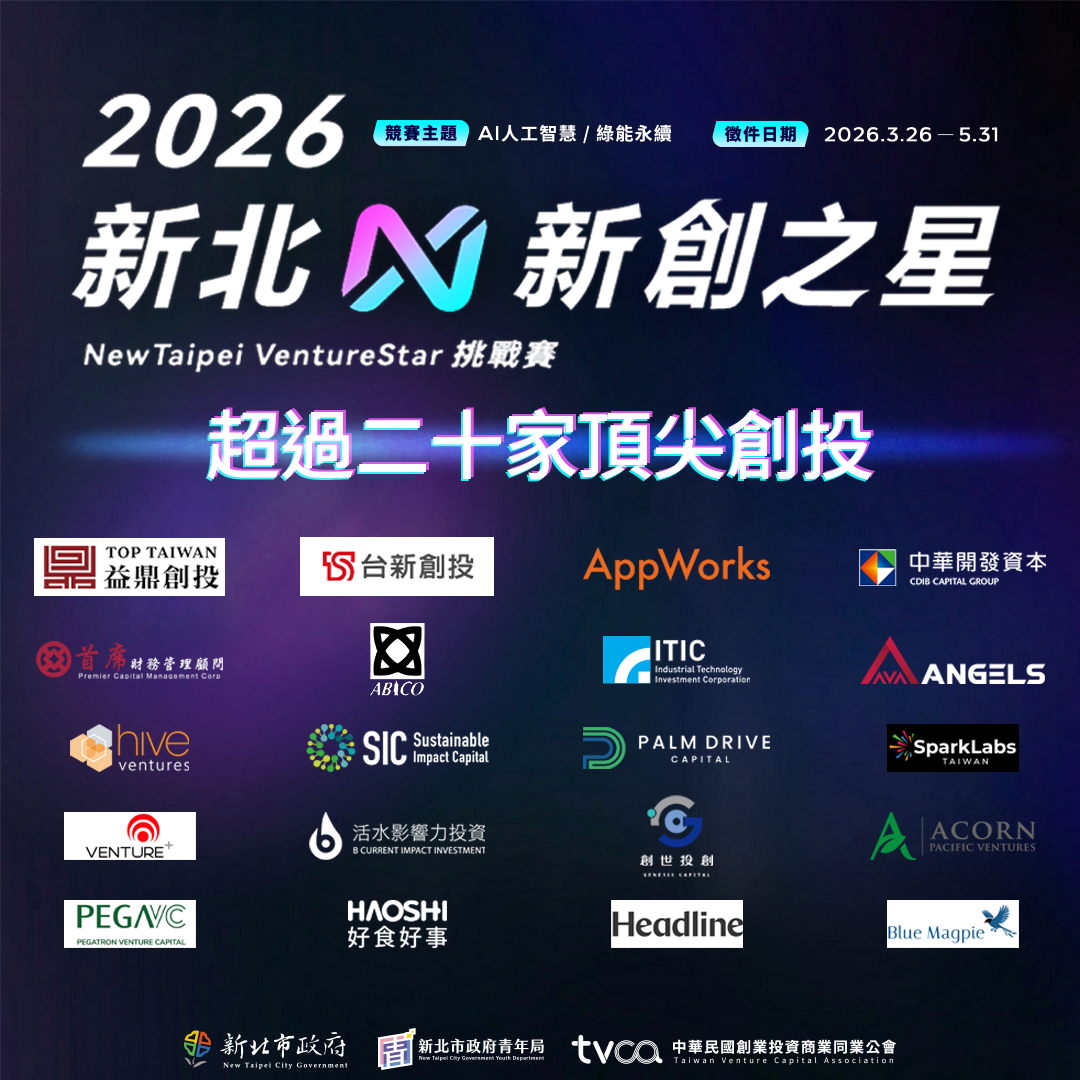 2026
競賽主題 AI人工智慧 / 綠能永續 徵件日期 2026.3.26 — 5.31
新北 新創之星
NewTaipei VentureStar 挑戰賽
超過二十家頂尖創投
TOP TAIWAN
益鼎創投
台新創投
AppWorks
中華開發資本
CDIB CAPITAL GROUP
首席財務管理顧問
Premier Capital Management Corp
ABICO
ITIC
Industrial Technology
Investment Corporation
AVA ANGELS
hive
ventures
SIC Sustainable
Impact Capital
PALM DRIVE
CAPITAL
SparkLabs
TAIWAN
VENTURE+
活水影響力投資
B CURRENT IMPACT INVESTMENT
創世投創
GENESIS CAPITAL
ACORN
PACIFIC VENTURES
PEGAVC
PEGATRON VENTURE CAPITAL
HAOSHI
好食好事
Headline
Blue Magpie
新北市政府
New Taipei City Government
新北市政府青年局
New Taipei City Government Youth Department
tvca 中華民國創業投資商業同業公會
Taiwan Venture Capital Association